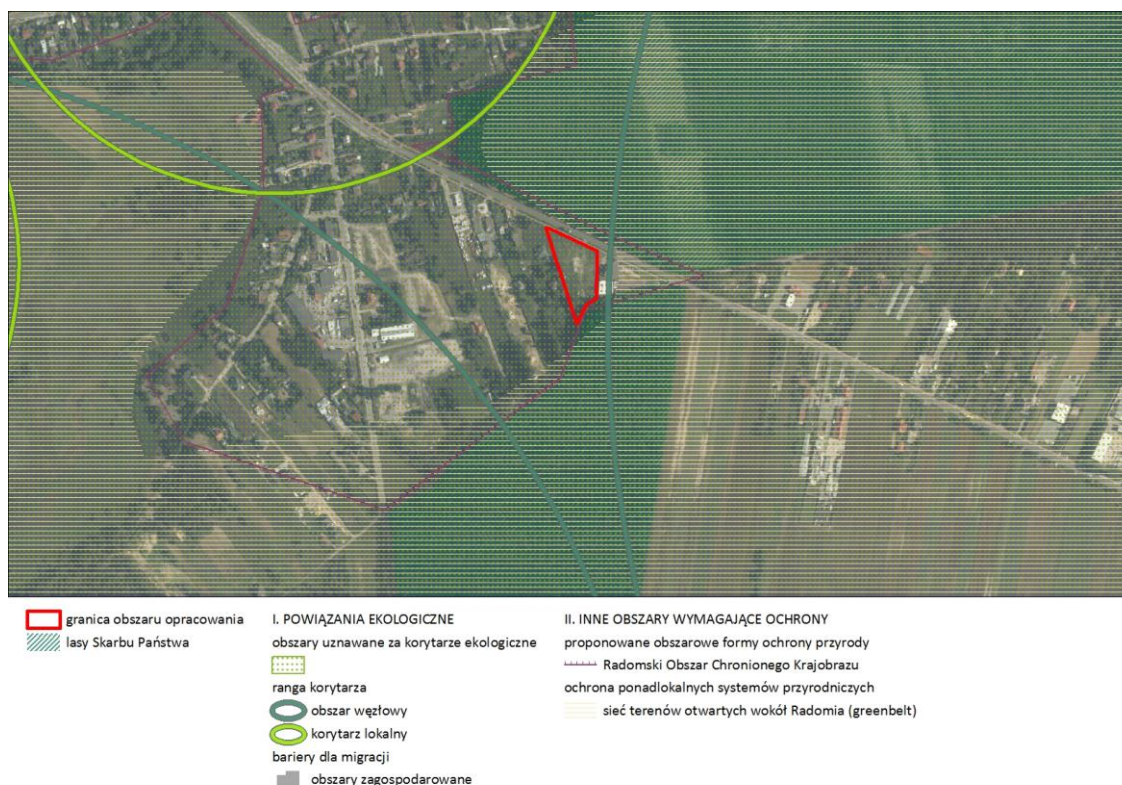 granica obszaru opracowania
lasy Skarbu Państwa
I. POWIĄZANIA EKOLOGICZNE
obszary uznawane za korytarze ekologiczne
ranga korytarza
obszar węzłowy
korytarz lokalny
bariery dla migracji
obszary zagospodarowane
II. INNE OBSZARY WYMAGAJĄCE OCHRONY
proponowane obszarowe formy ochrony przyrody
Radomski Obszar Chronionego Krajobrazu
ochrona ponadlokalnych systemów przyrodniczych
sieć terenów otwartych wokół Radomia (greenbelt)